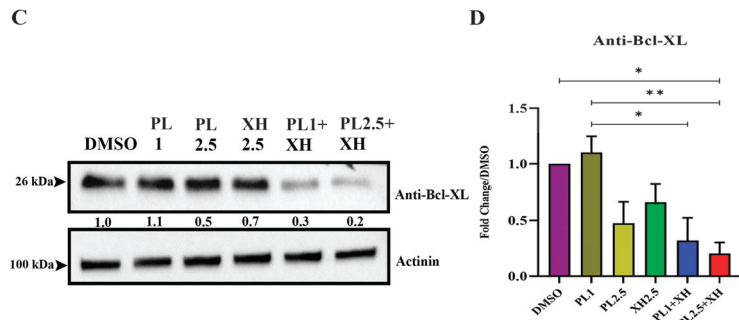 C
PL PL XH PL1+ PL2.5+
DMSO 1 2.5 2.5 XH XH
26 kDa
Anti-Bcl-XL
1.0 1.1 0.5 0.7 0.3 0.2
100 kDa
Actinin
D
Anti-Bcl-XL
*
**
*
Fold Change/DMSO
1.5
1.0
0.5
0.0
DMSO
PL1
PL2.5
XH2.5
PL1+XH
PL2.5+XH